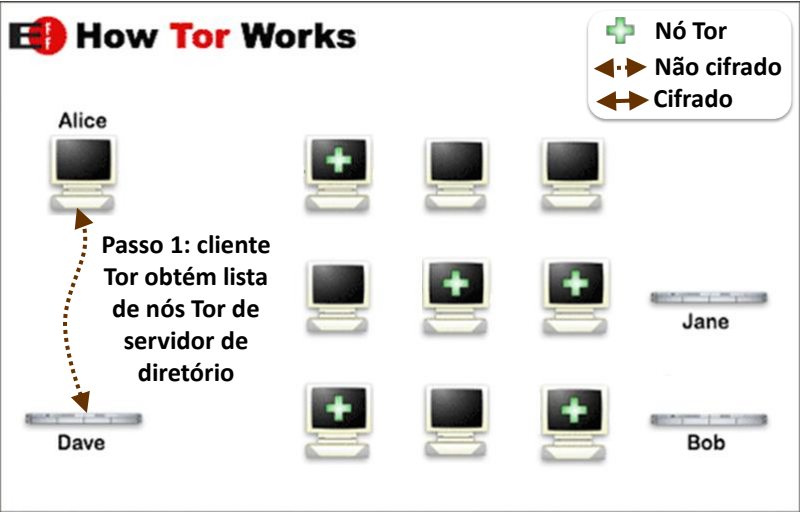 EFF How Tor Works
Nó Tor
Não cifrado
Cifrado
Alice
Passo 1: cliente
Tor obtém lista
de nós Tor de
servidor de
diretório
Jane
Dave
Bob